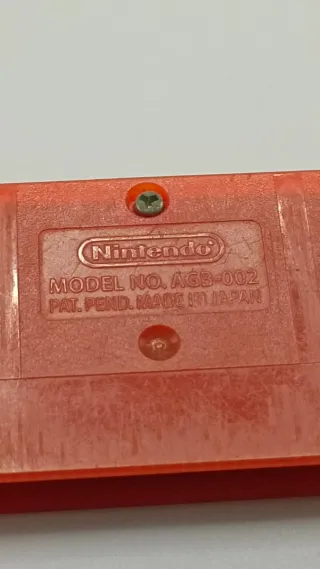 Nintendo®
MODEL NO. AGB-002
PAT. PEND. MADE IN JAPAN